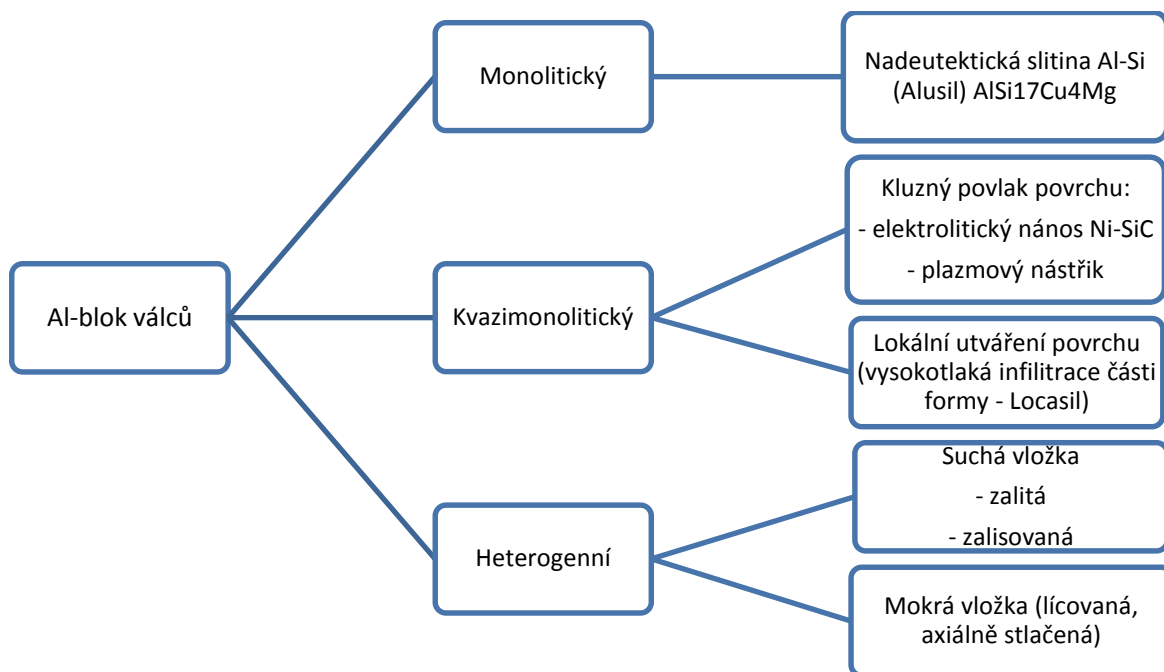 Al-blok válců
Monolitický
Nadeutektická slitina Al-Si
(Alusil) AlSi17Cu4Mg
Kvazimonolitický
Kluzný povlak povrchu:
- elektrolitický nános Ni-SiC
- plazmový nástřik
Lokální utváření povrchu
(vysokotlaká infilitrace části
formy - Locasil)
Heterogenní
Suchá vložka
- zalitá
- zalisovaná
Mokrá vložka (lícovaná,
axiálně stlačená)